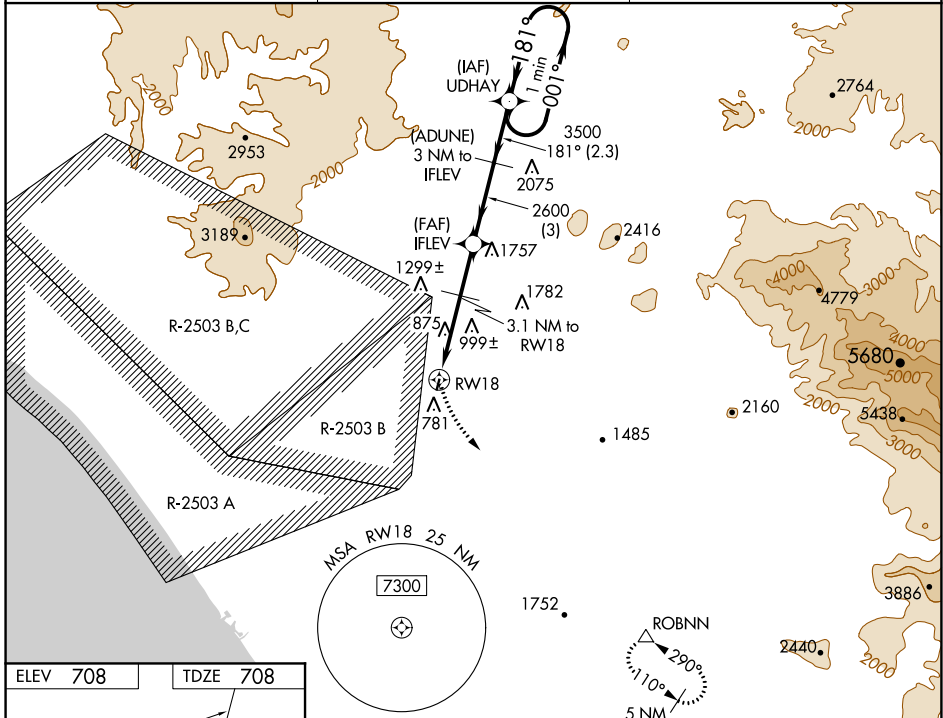 181°
1 min
001°
(IAF)
UDHAY
2000
2764
2000
(ADUNE)
3 NM to
IFLEV
3500
181° (2.3)
2953
2000
2075
2600
(3)
(FAF)
IFLEV
3189
1757
2416
1299±
1782
4000
3000
4779
R-2503 B,C
875
999±
3.1 NM to
RW18
4000
5680
5000
RW18
781
2160
2000
5438
3000
R-2503 B
1485
R-2503 A
MSA RW18 25 NM
7300
1752
3886
ROBNN
290°
110°
5 NM
2440
2000
ELEV 708
TDZE 708